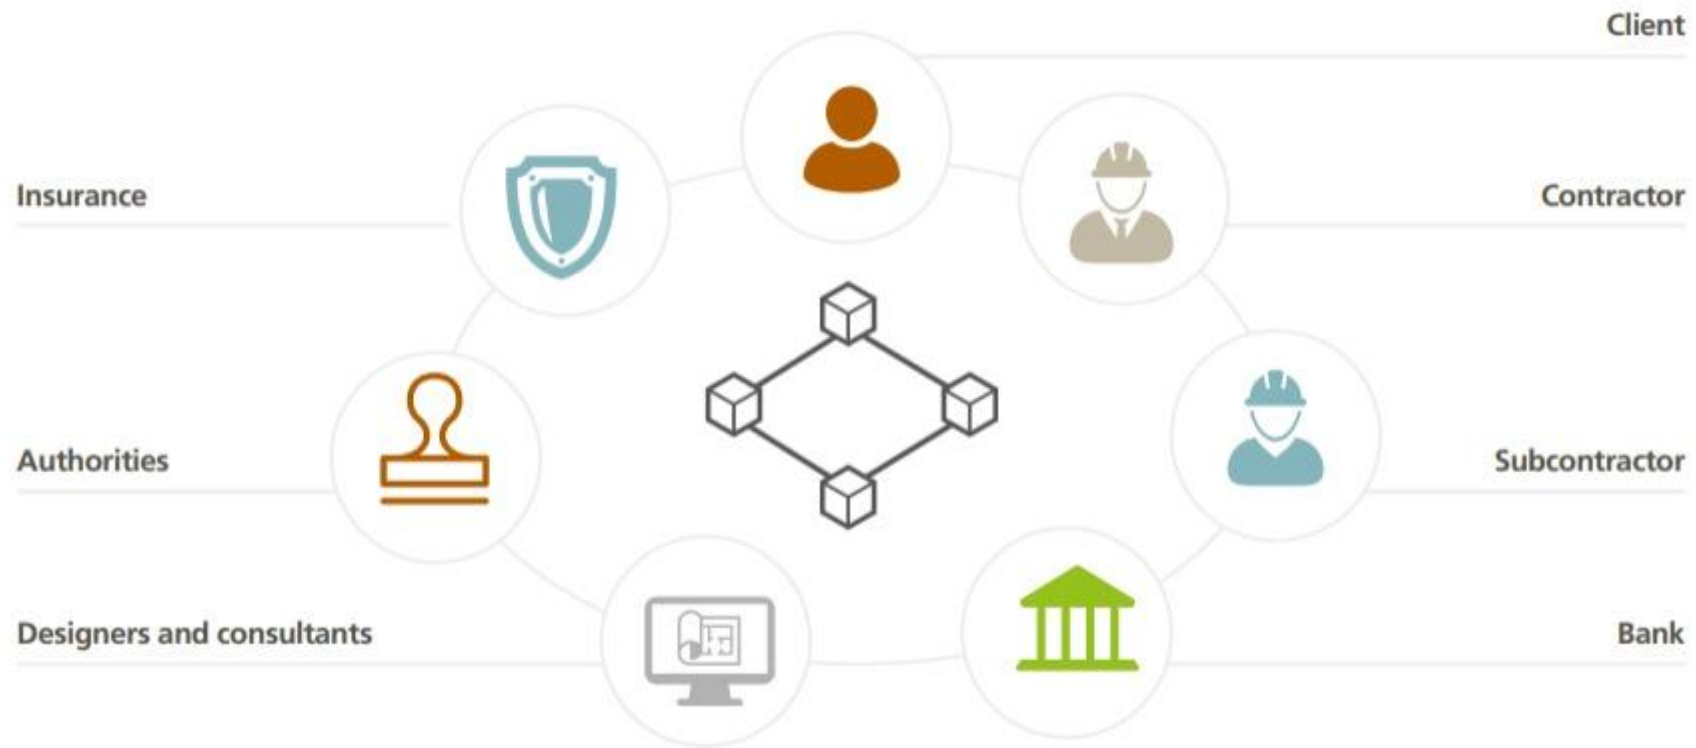 Client
Insurance
Contractor
Authorities
Subcontractor
Designers and consultants
Bank